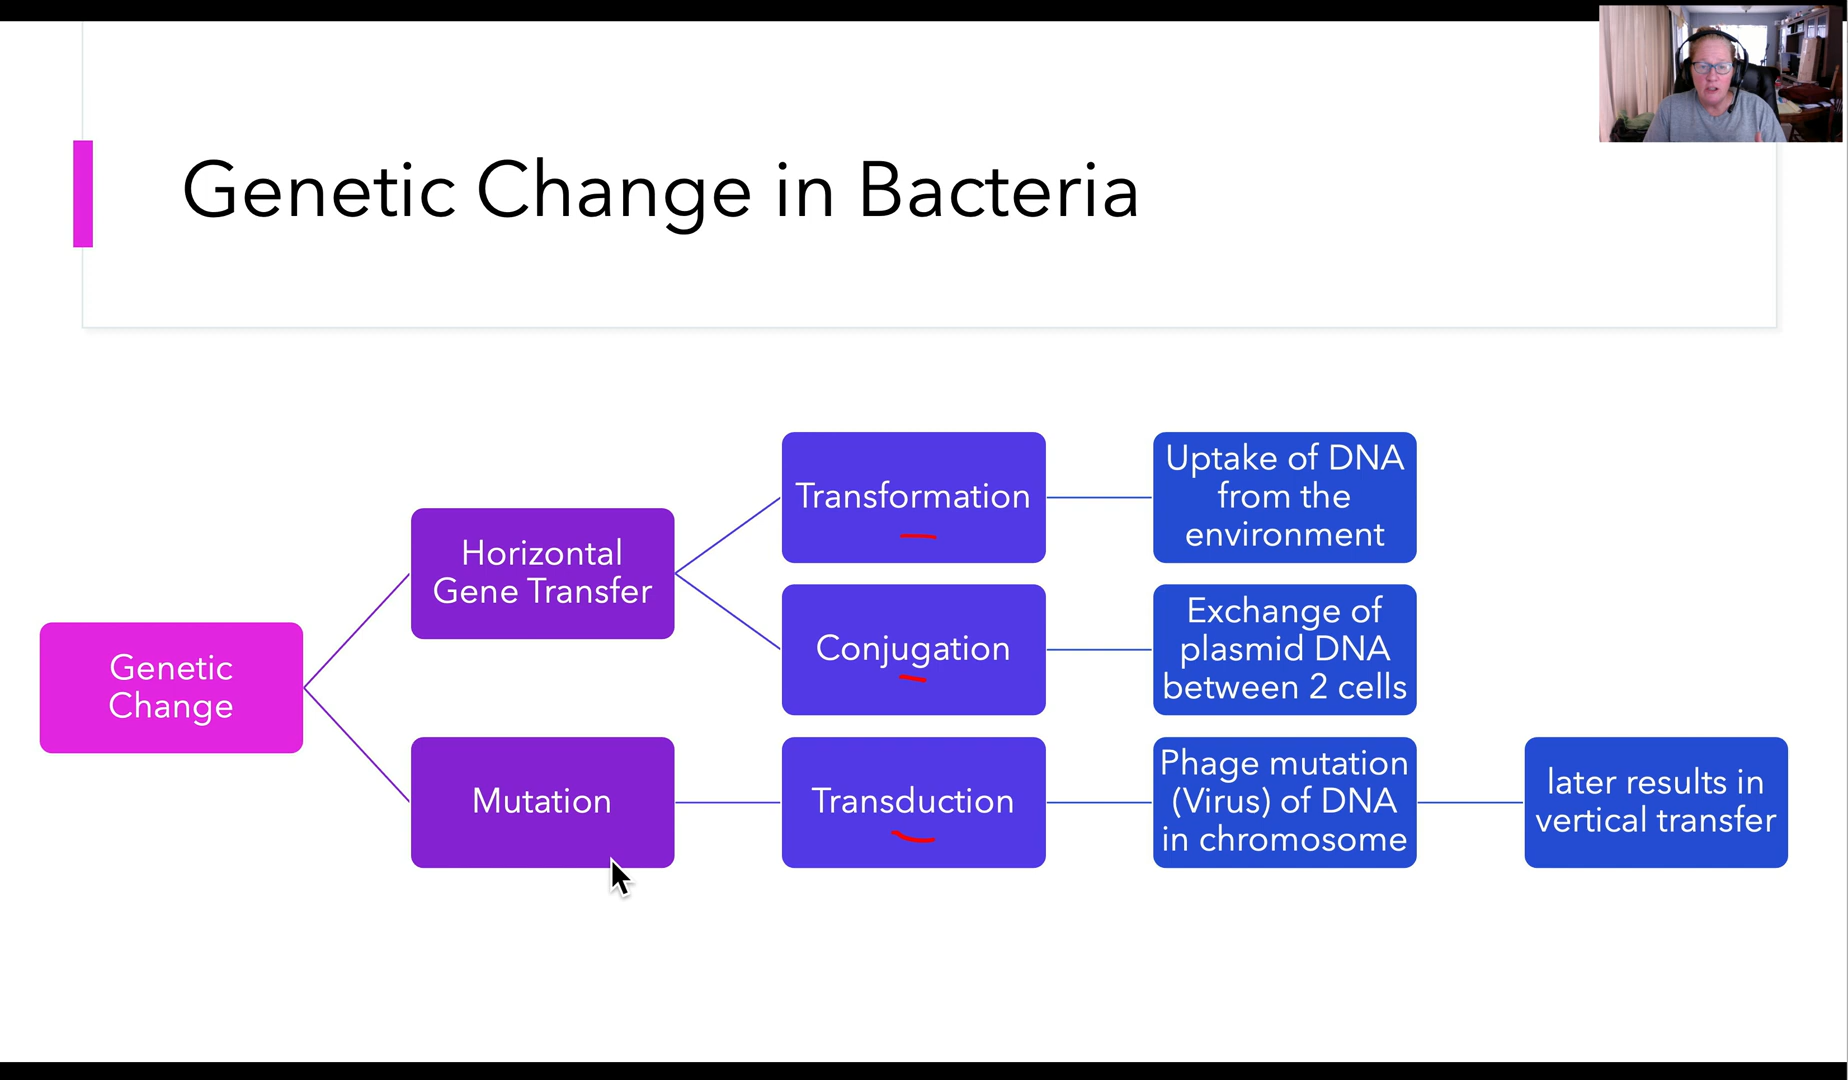 Genetic Change in Bacteria
Genetic
Change
Horizontal
Gene Transfer
Mutation
Transformation
Conjugation
Transduction
Uptake of DNA
from the
environment
Exchange of
plasmid DNA
between 2 cells
Phage mutation
(Virus) of DNA
in chromosome
later results in
vertical transfer